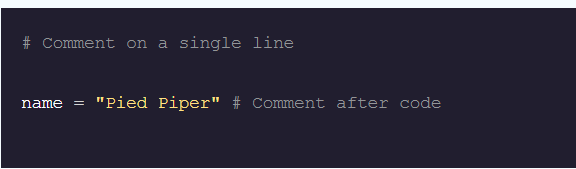 # Comment on a single line
name = "Pied Piper" # Comment after code